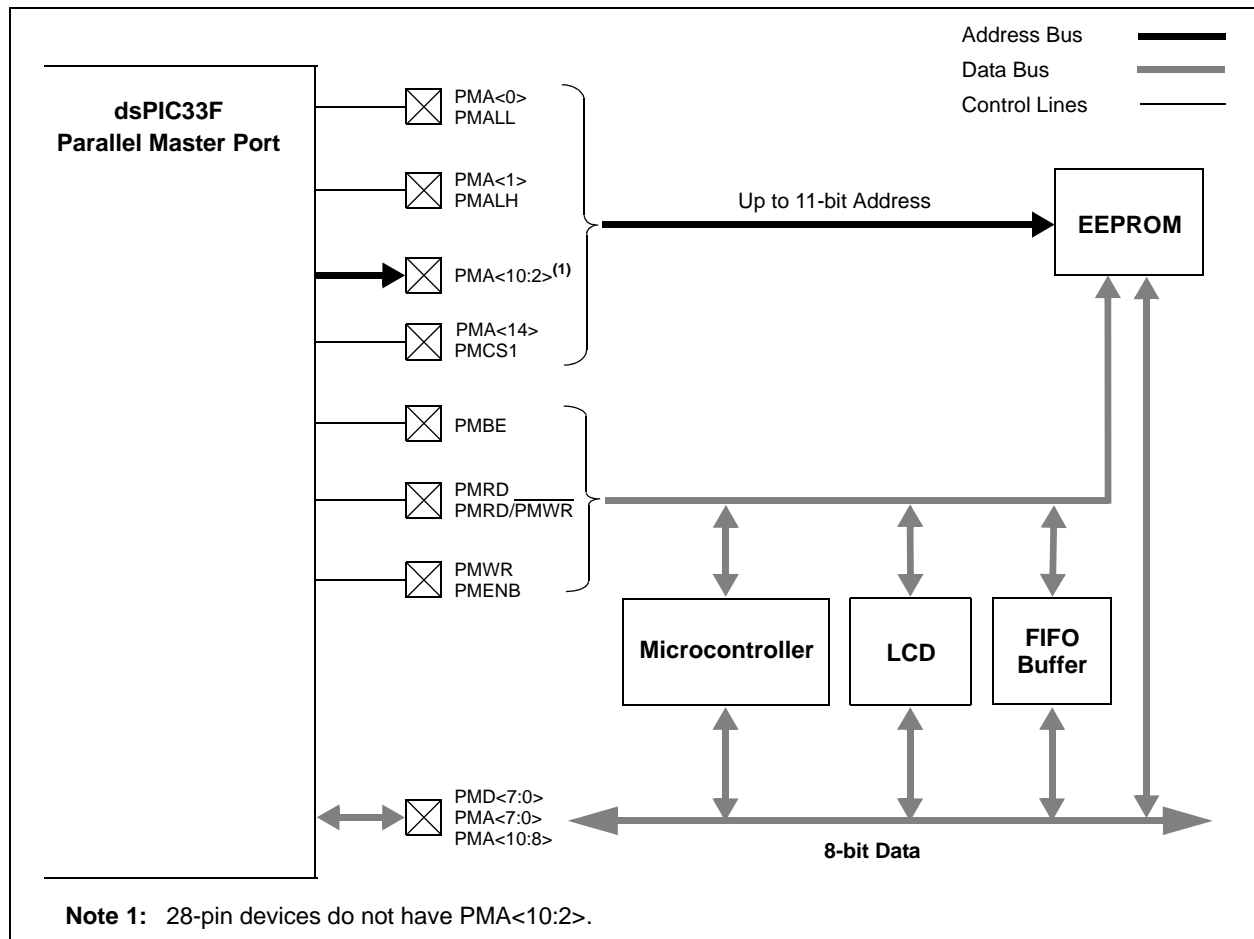 Address Bus
Data Bus
Control Lines
dsPIC33F
Parallel Master Port
PMA<0>
PMALL
PMA<1>
PMALH
Up to 11-bit Address
EEPROM
PMA<10:2>(1)
PMA<14>
PMCS1
PMBE
PMRD
PMRD/PMWR
PMWR
PMENB
Microcontroller
LCD
FIFO
Buffer
PMD<7:0>
PMA<7:0>
PMA<10:8>
8-bit Data
Note 1: 28-pin devices do not have PMA<10:2>.